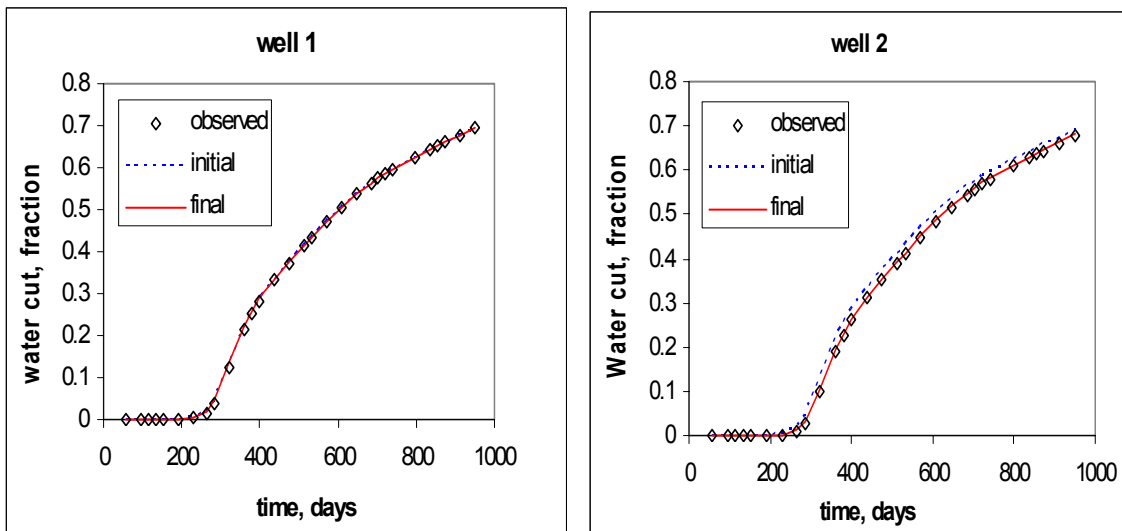 well 1
0.8
0.7
0.6
0.5
0.4
0.3
0.2
0.1
0
observed
initial
final
water cut, fraction
0 200 400 600 800 1000
time, days
well 2
0.8
0.7
0.6
0.5
0.4
0.3
0.2
0.1
0
observed
initial
final
Water cut, fraction
0 200 400 600 800 1000
time, days